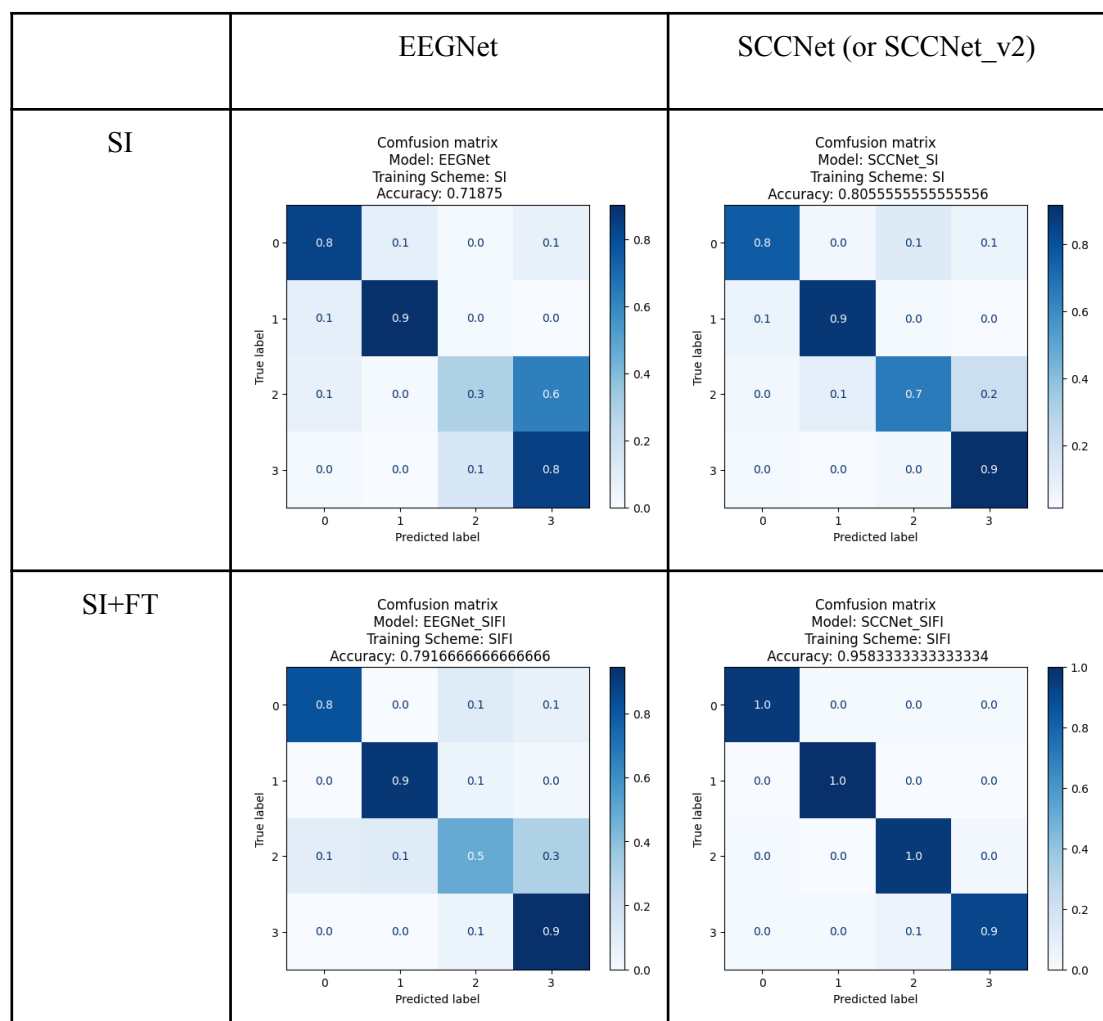 EEGNet
SCCNet (or SCCNet_v2)
SI
Comfusion matrix
Model: EEGNet
Training Scheme: SI
Accuracy: 0.71875
0 0.8 0.1 0.0 0.1
1 0.1 0.9 0.0 0.0
2 0.1 0.0 0.3 0.6
3 0.0 0.0 0.1 0.8
0 1 2 3
True label
Predicted label
0.8
0.6
0.4
0.2
0.0
Comfusion matrix
Model: SCCNet_SI
Training Scheme: SI
Accuracy: 0.8055555555555556
0 0.8 0.0 0.1 0.1
1 0.1 0.9 0.0 0.0
2 0.0 0.1 0.7 0.2
3 0.0 0.0 0.0 0.9
0 1 2 3
True label
Predicted label
0.8
0.6
0.4
0.2
SI+FT
Comfusion matrix
Model: EEGNet_SIFI
Training Scheme: SIFI
Accuracy: 0.7916666666666666
0 0.8 0.0 0.1 0.1
1 0.0 0.9 0.1 0.0
2 0.1 0.1 0.5 0.3
3 0.0 0.0 0.1 0.9
0 1 2 3
True label
Predicted label
0.8
0.6
0.4
0.2
0.0
Comfusion matrix
Model: SCCNet_SIFI
Training Scheme: SIFI
Accuracy: 0.9583333333333334
0 1.0 0.0 0.0 0.0
1 0.0 1.0 0.0 0.0
2 0.0 0.0 1.0 0.0
3 0.0 0.0 0.1 0.9
0 1 2 3
True label
Predicted label
1.0
0.8
0.6
0.4
0.2
0.0